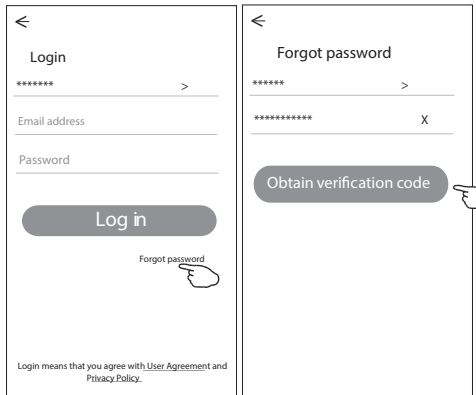 Login
******* >
Email address
Password
Log in
Forgot password
Login means that you agree with User Agreement and
Privacy Policy
Forgot password
****** >
*********** X
Obtain verification code